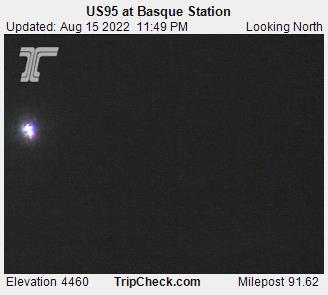 US95 at Basque Station
Updated: Aug 15 2022 11:49 PM Looking North
Elevation 4460 TripCheck.com Milepost 91.62